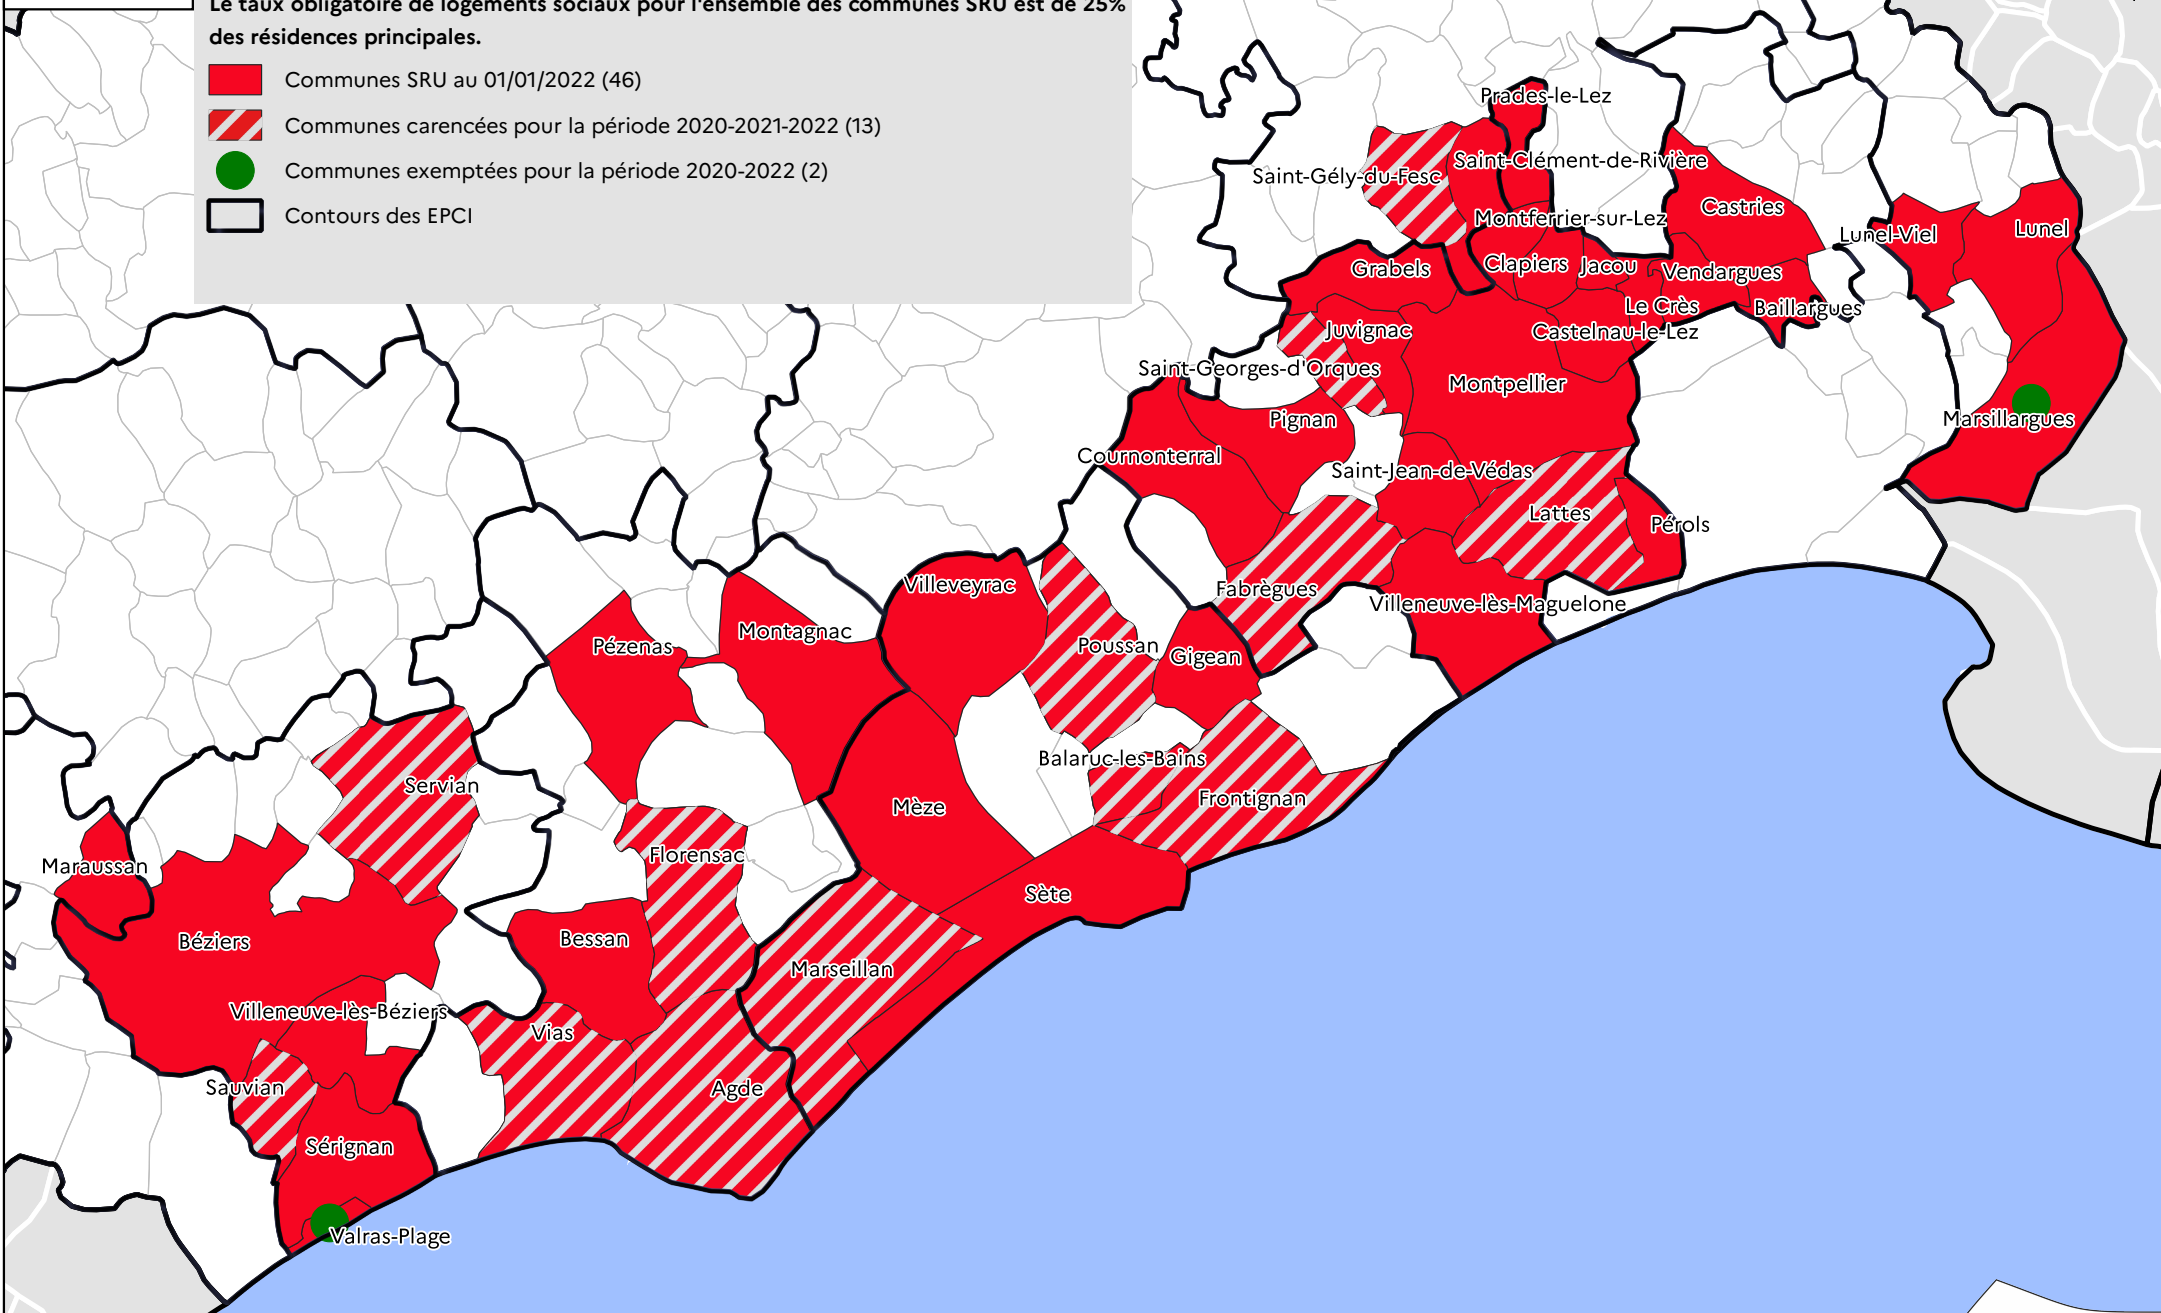 Le taux obligatoire de logements sociaux pour l'ensemble des communes SRU est de 25%
des résidences principales.
Communes SRU au 01/01/2022 (46)
Communes carencées pour la période 2020-2021-2022 (13)
Communes exemptées pour la période 2020-2022 (2)
Contours des EPCI
Prades-le-Lez
Saint-Clément-de-Rivière
Saint-Gély-du-Fesc
Castries
Montferrier-sur-Lez
Lunel-Viel
Lunel
Grabels
Clapiers
Jacou
Vendargues
Le Crès
Baillargues
Juvignac
Castelnau-le-Lez
Saint-Georges-d'Orques
Montpellier
Pignan
Marsillargues
Cournonterral
Saint-Jean-de-Védas
Lattes
Pérols
Villeveyrac
Fabrègues
Villeneuve-lès-Maguelone
Montagnac
Pézenas
Poussan
Gigean
Balaruc-les-Bains
Servian
Frontignan
Mèze
Florensac
Maraussan
Sète
Bessan
Béziers
Marseillan
Villeneuve-lès-Béziers
Vias
Sauvian
Agde
Sérignan
Valras-Plage